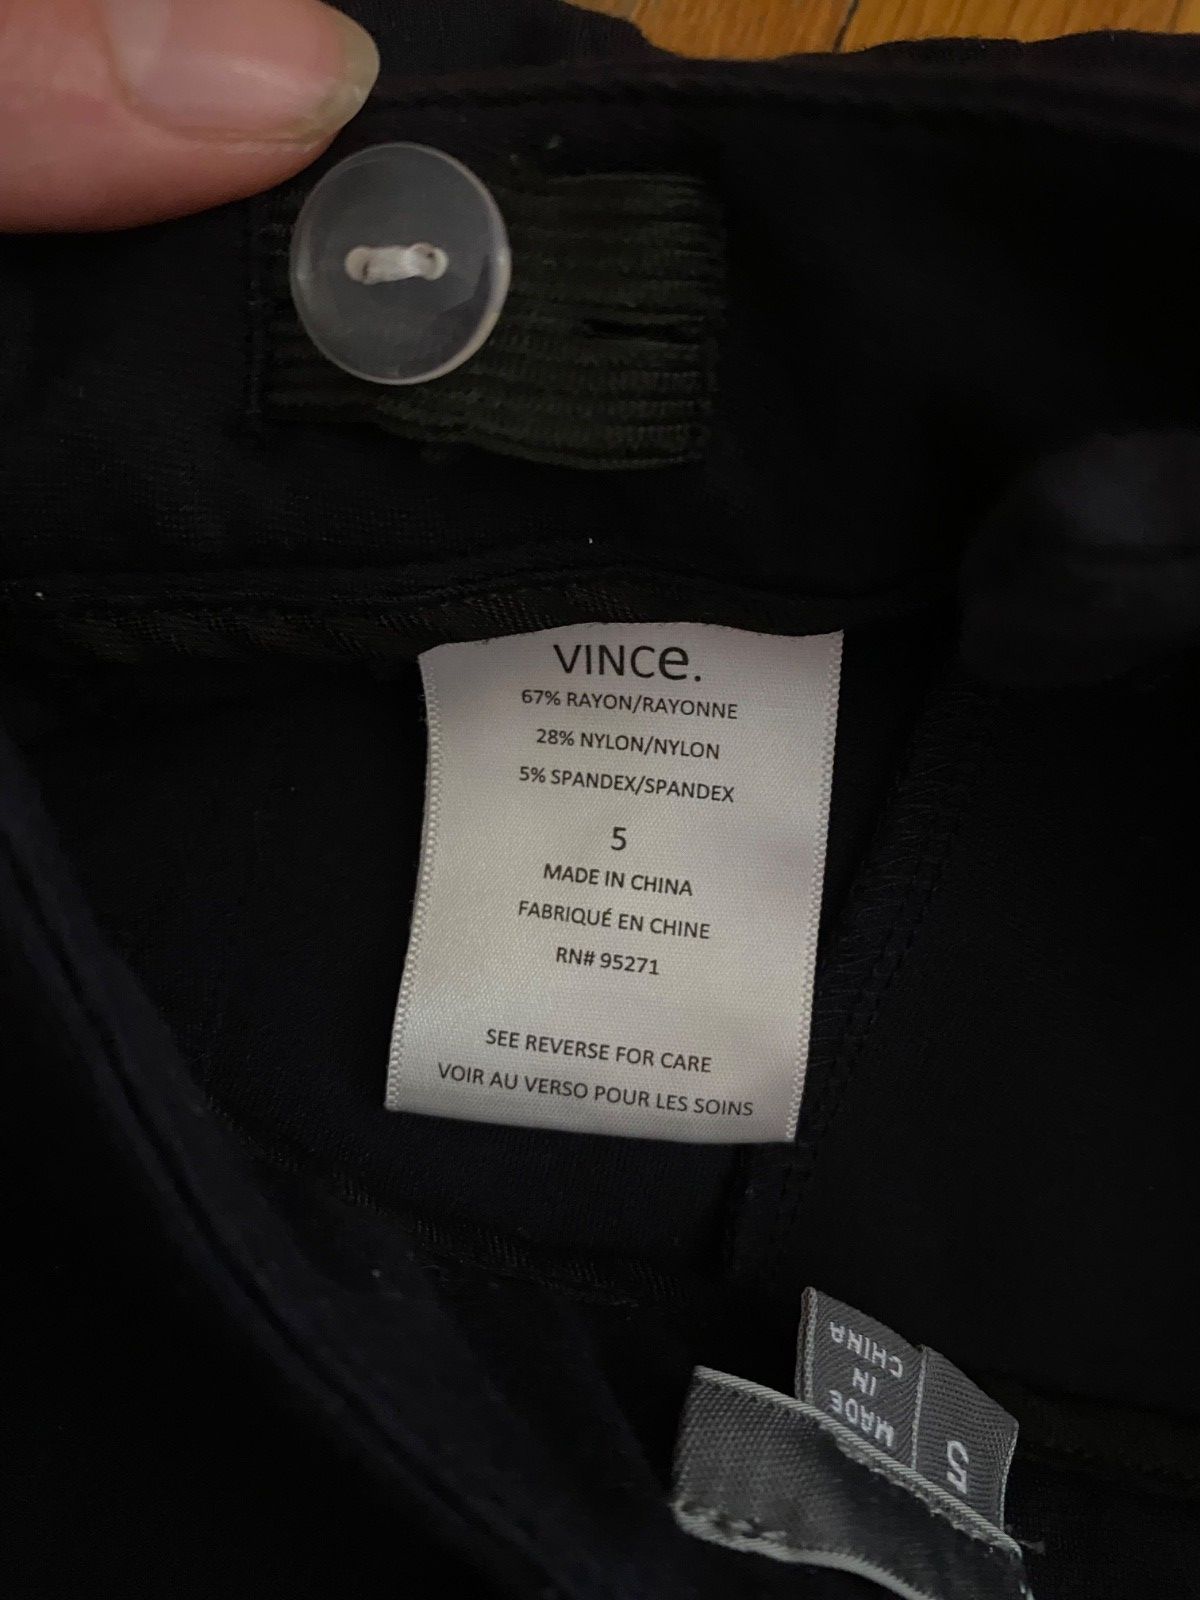 VINCe.
67% RAYON/RAYONNE
28% NYLON/NYLON
5% SPANDEX/SPANDEX
5
MADE IN CHINA
FABRIQUÉ EN CHINE
RN# 95271
SEE REVERSE FOR CARE
VOIR AU VERSO POUR LES SOINS
MADE
IN
CHINA
5